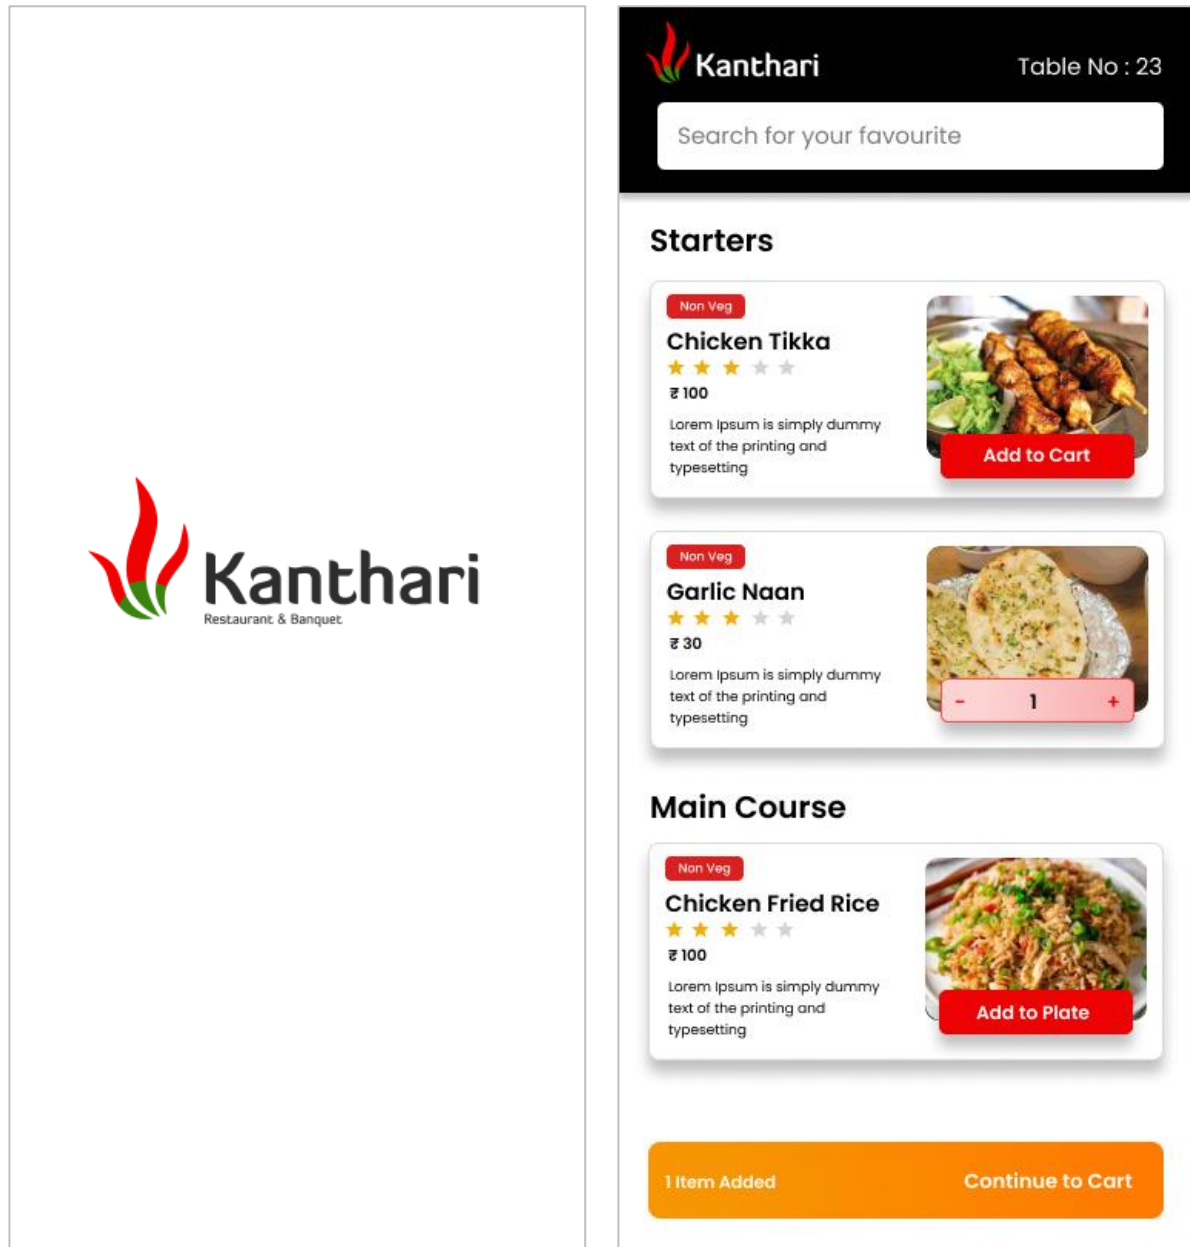 Kanthari
Restaurant & Banquet
Kanthari
Table No : 23
Search for your favourite
Starters
Non Veg
Chicken Tikka
₹ 100
Lorem Ipsum is simply dummy
text of the printing and
typesetting
Add to Cart
Non Veg
Garlic Naan
₹ 30
Lorem Ipsum is simply dummy
text of the printing and
typesetting
- 1 +
Main Course
Non Veg
Chicken Fried Rice
₹ 100
Lorem Ipsum is simply dummy
text of the printing and
typesetting
Add to Plate
1 Item Added
Continue to Cart